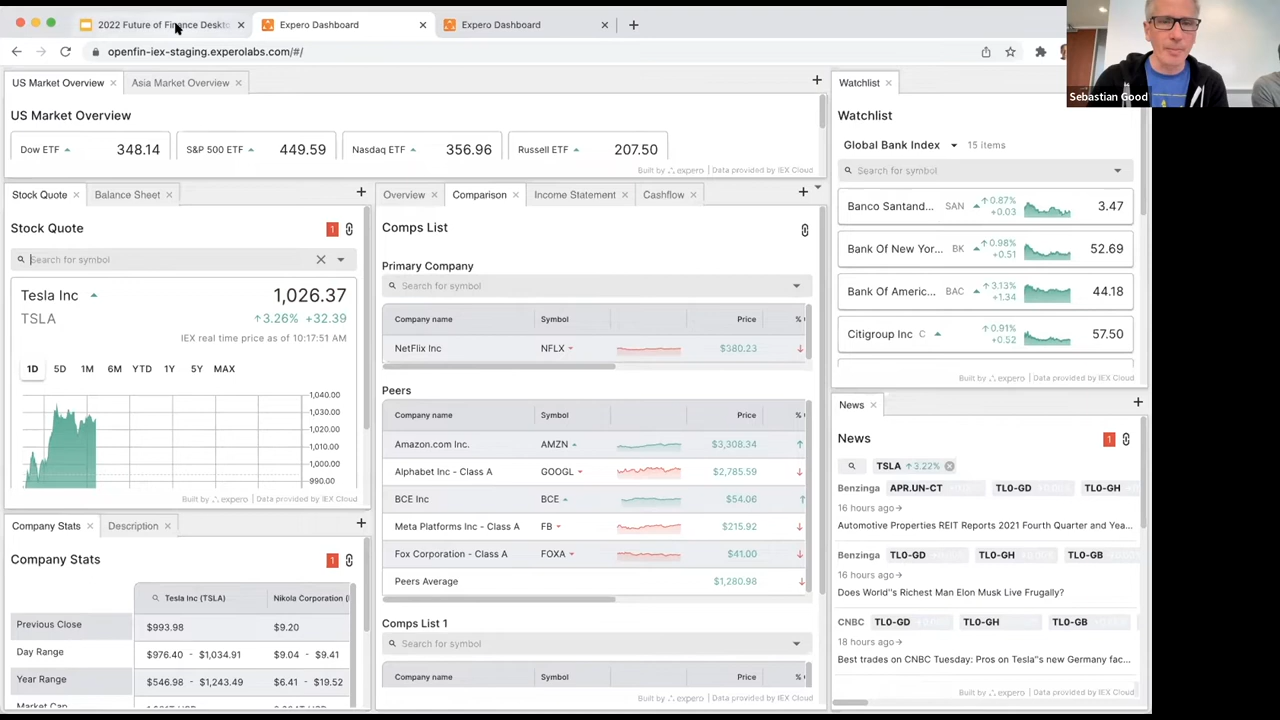 2022 Future of Finance Deskto
Expero Dashboard
Expero Dashboard
openfin-iex-staging.experolabs.com/#/
Sebastian Good
US Market Overview
Asia Market Overview
US Market Overview
Dow ETF 348.14
S&P 500 ETF 449.59
Nasdaq ETF 356.96
Russell ETF 207.50
Built by expero | Data provided by IEX Cloud
Stock Quote
Balance Sheet
Stock Quote
1
Search for symbol
Tesla Inc 1,026.37
TSLA ↑3.26% +32.39
IEX real time price as of 10:17:51 AM
1D 5D 1M 6M YTD 1Y 5Y MAX
1,040.00
1,030.00
1,020.00
1,010.00
1,000.00
990.00
Built by expero | Data provided by IEX Cloud
Company Stats
Description
Company Stats
1
Tesla Inc (TSLA) Nikola Corporation (
Previous Close $993.98 $9.20
Day Range $976.40 - $1,034.91 $9.04 - $9.41
Year Range $546.98 - $1,243.49 $6.41 - $19.52
Overview
Comparison
Income Statement
Cashflow
Comps List
Primary Company
Search for symbol
Company name Symbol Price %
NetFlix Inc NFLX $380.23 ↓
Peers
Company name Symbol Price %
Amazon.com Inc. AMZN $3,308.34 ↑
Alphabet Inc - Class A GOOGL $2,785.59 ↓
BCE Inc BCE $54.06 ↑
Meta Platforms Inc - Class A FB $215.92 ↓
Fox Corporation - Class A FOXA $41.00 ↓
Peers Average $1,280.98 ↓
Comps List 1
Search for symbol
Company name Symbol Price %
Built by expero | Data provided by IEX Cloud
Watchlist
Watchlist
Global Bank Index 15 items
Search for symbol
Banco Santand... SAN ↑0.87% +0.03 3.47
Bank Of New Yor... BK ↑0.98% +0.51 52.69
Bank Of Americ... BAC ↑3.13% +1.34 44.18
Citigroup Inc C ↑0.91% +0.52 57.50
Built by expero | Data provided by IEX Cloud
News
News
1
TSLA ↑3.22%
Benzinga APR.UN-CT TL0-GD TL0-GH
16 hours ago→
Automotive Properties REIT Reports 2021 Fourth Quarter and Yea...
Benzinga TL0-GD TL0-GH TL0-GB
16 hours ago→
Does World''s Richest Man Elon Musk Live Frugally?
CNBC TL0-GD TL0-GH TL0-GB
18 hours ago→
Best trades on CNBC Tuesday: Pros on Tesla''s new Germany fac...
Built by expero | Data provided by IEX Cloud